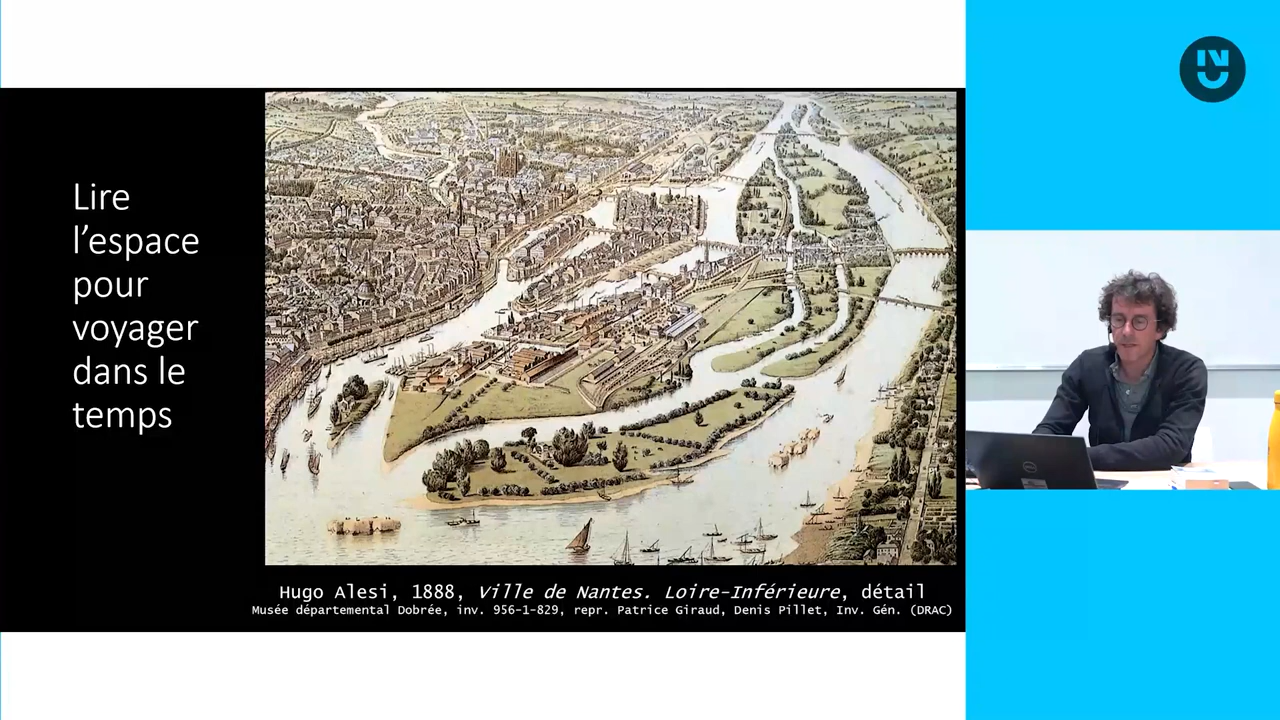 Lire
l’espace
pour
voyager
dans le
temps
Hugo Alesi, 1888, Ville de Nantes. Loire-Inférieure, détail
Musée départemental Dobrée, inv. 956-1-829, repr. Patrice Giraud, Denis Pillet, Inv. Gén. (DRAC)
DELL